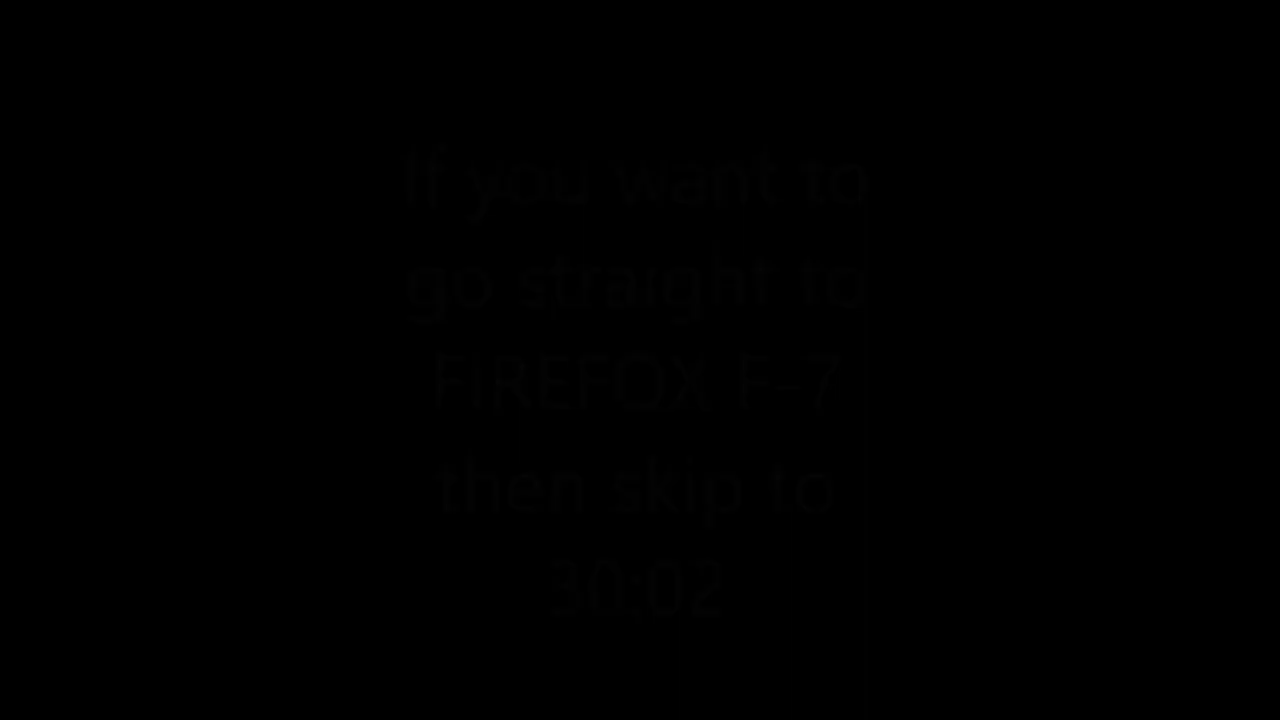 If you want to
go straight to
FIREFOX F-7
then skip to
30:02